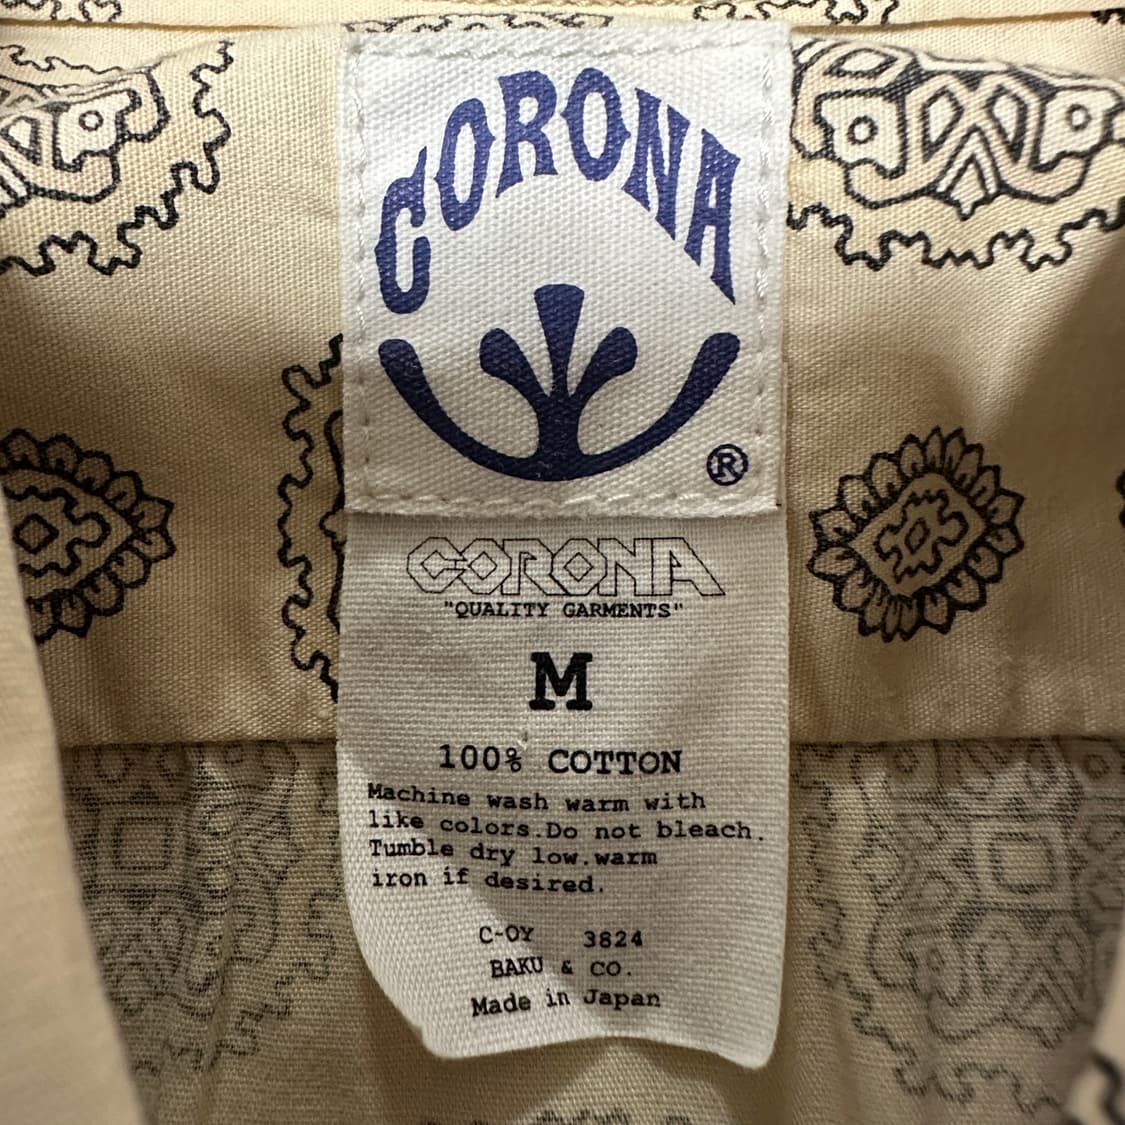 CORONA
®
CORONA
"QUALITY GARMENTS"
M
100% COTTON
Machine wash warm with
like colors.Do not bleach.
Tumble dry low.warm
iron if desired.
C-OY 3824
BAKU & CO.
Made in Japan